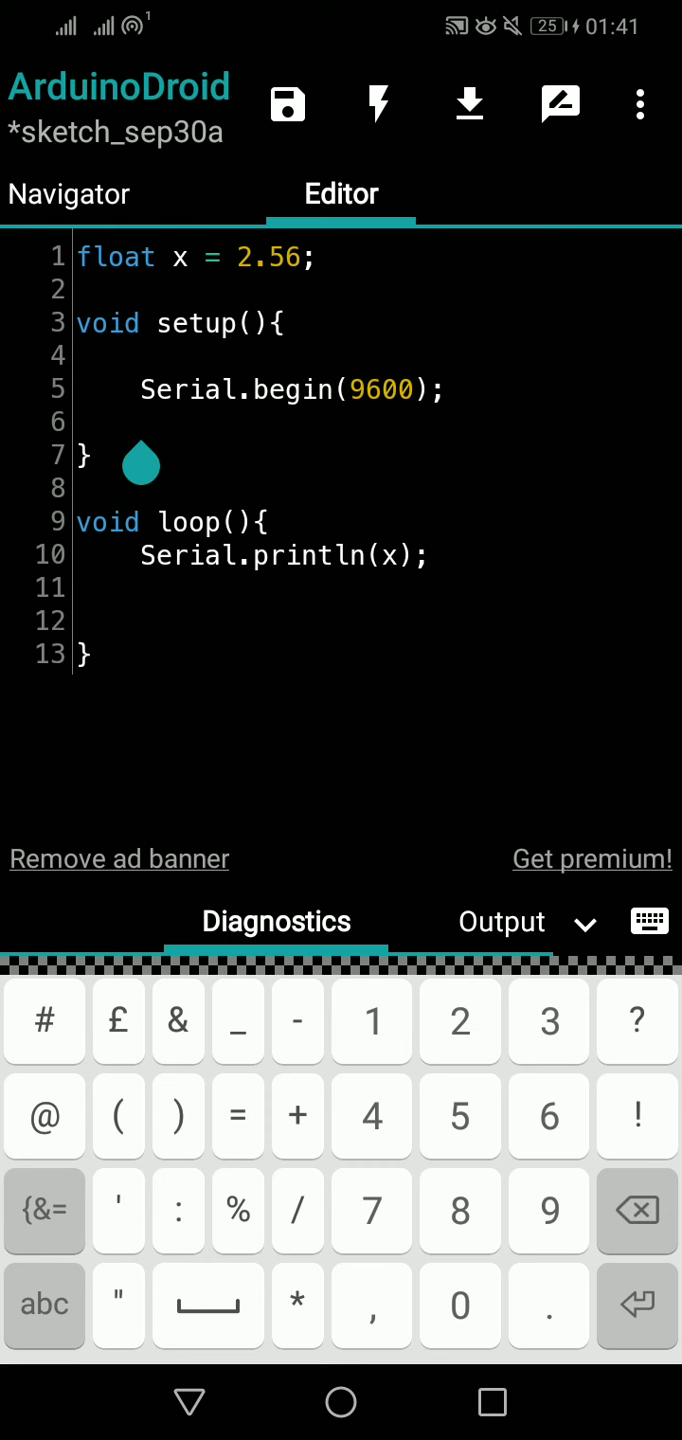 1
25 01:41
ArduinoDroid
*sketch_sep30a
Navigator Editor
1 float x = 2.56;
2
3 void setup(){
4
5     Serial.begin(9600);
6
7 }
8
9 void loop(){
10     Serial.println(x);
11
12
13 }
Remove ad banner Get premium!
Diagnostics Output
# £ & _ - 1 2 3 ?
@ ( ) = + 4 5 6 !
{&= ' : % / 7 8 9
abc " * , 0 .